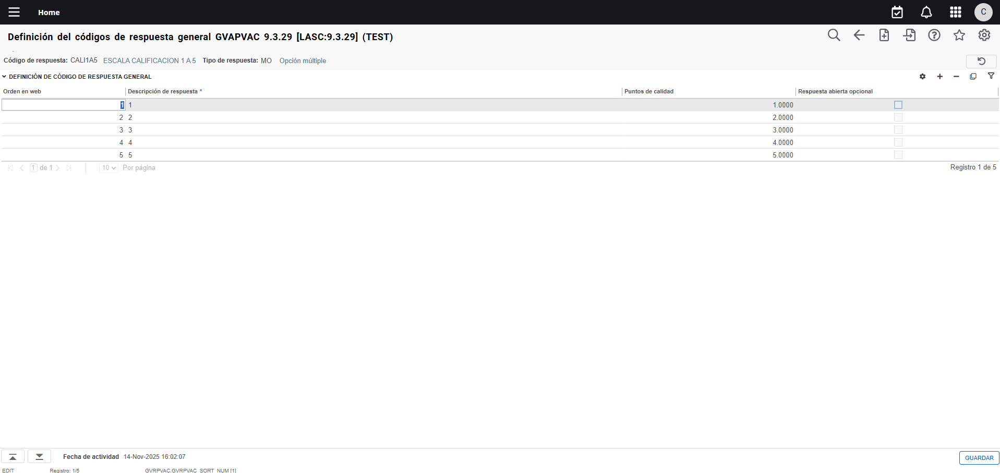 Home
C
Definición del códigos de respuesta general GVAPVAC 9.3.29 [LASC:9.3.29] (TEST)
Código de respuesta: CALI1A5 ESCALA CALIFICACION 1 A 5 Tipo de respuesta: MO Opción múltiple
DEFINICIÓN DE CÓDIGO DE RESPUESTA GENERAL
Orden en web Descripción de respuesta * Puntos de calidad Respuesta abierta opcional
1 1 1.0000
2 2 2.0000
3 3 3.0000
4 4 4.0000
5 5 5.0000
1 de 1 10 Por página Registro 1 de 5
Fecha de actividad 14-Nov-2025 16:02:07 GUARDAR
EDIT Registro: 1/5 GVRPVAC.GVRPVAC_SORT_NUM [1]